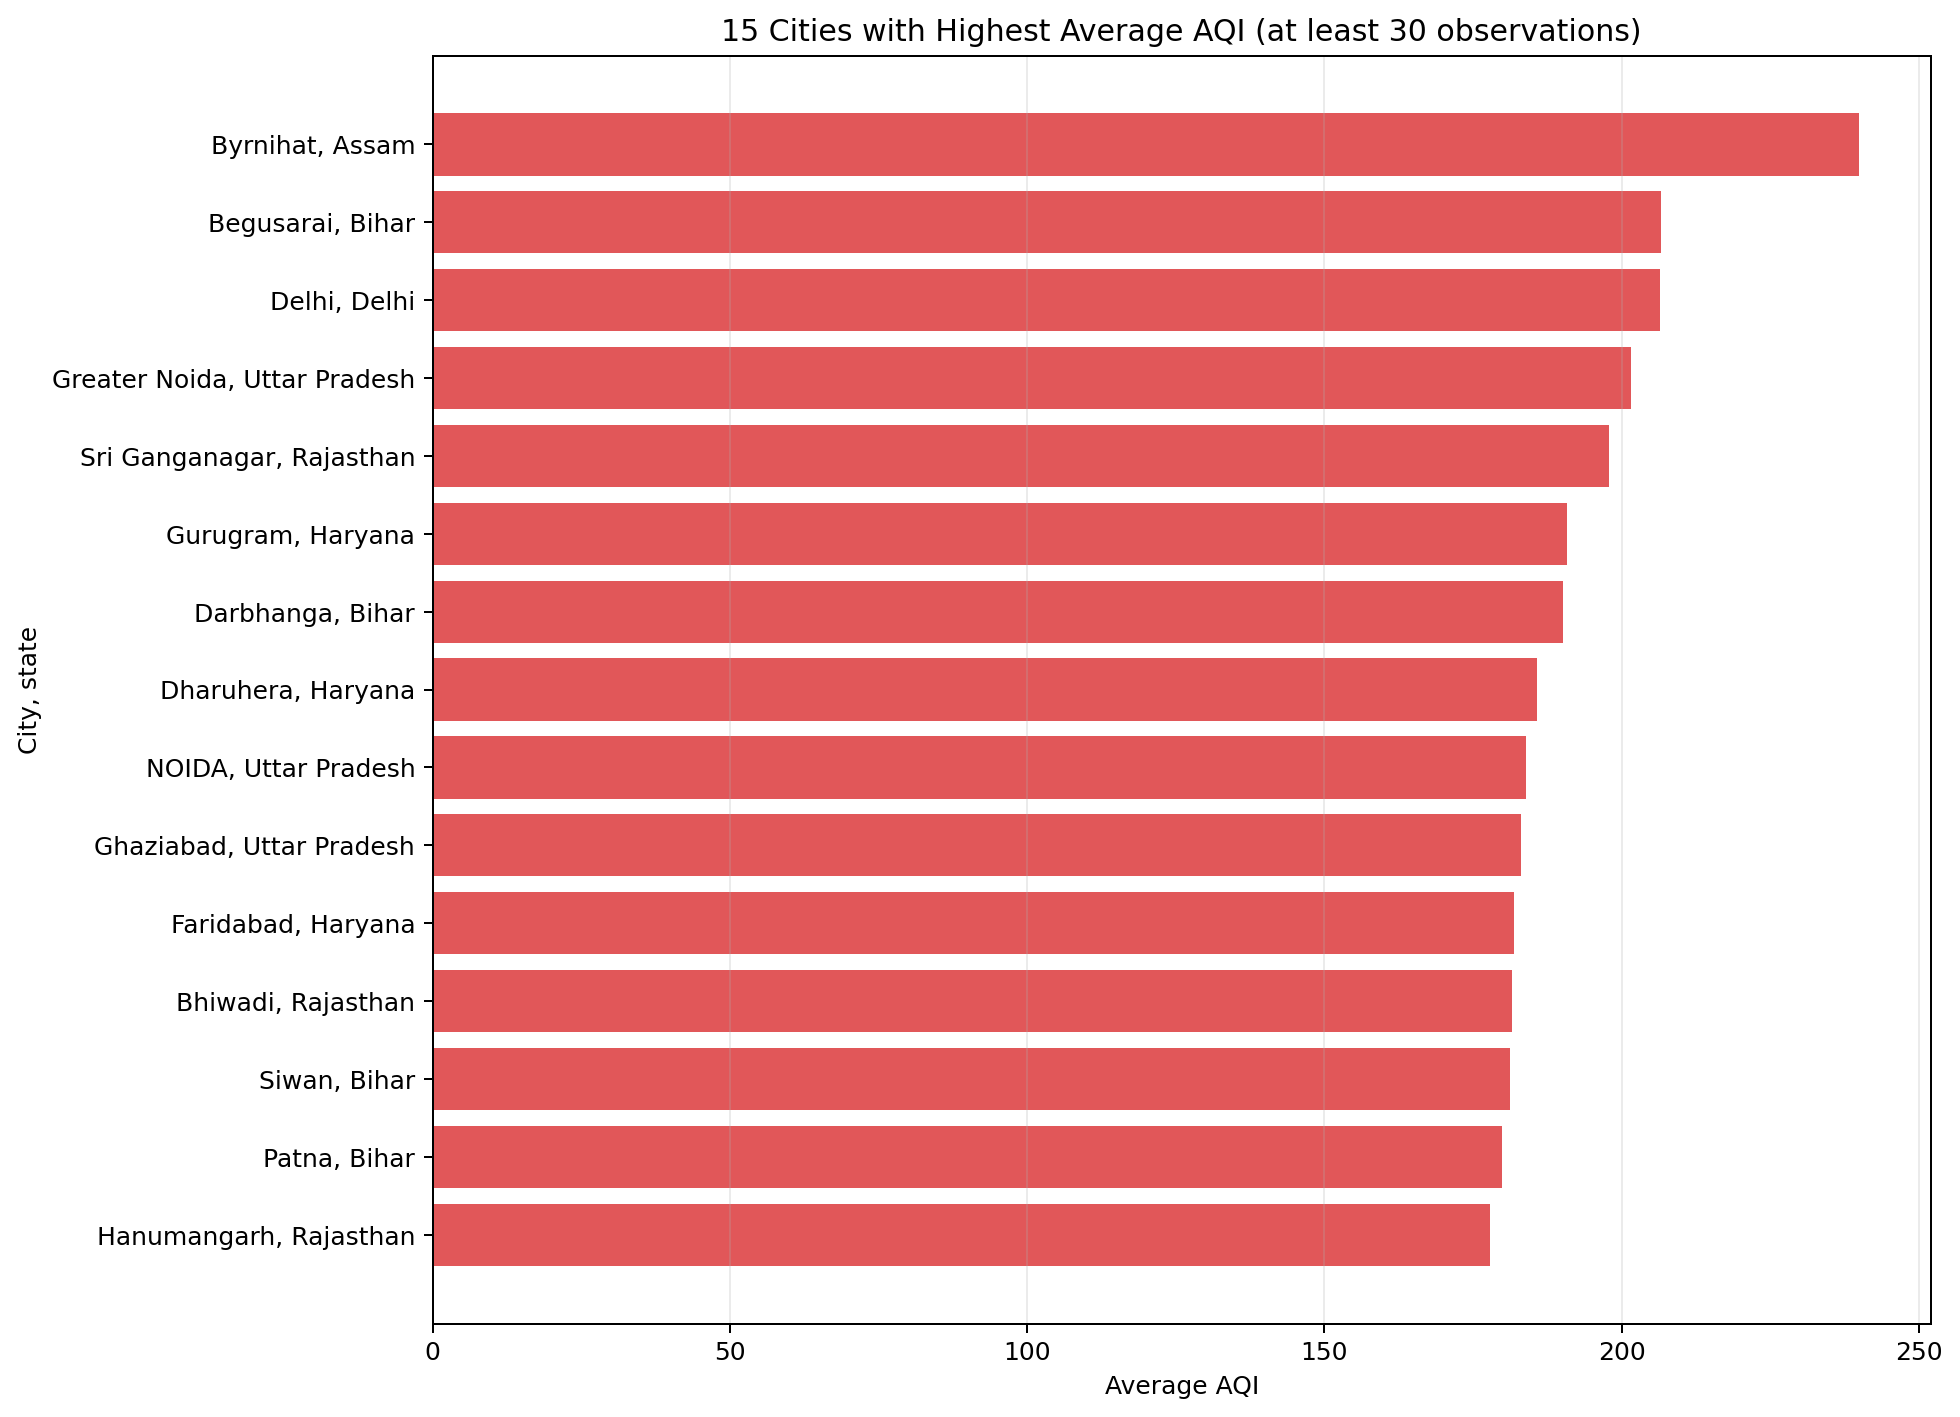 15 Cities with Highest Average AQI (at least 30 observations)
City, state
Byrnihat, Assam
Begusarai, Bihar
Delhi, Delhi
Greater Noida, Uttar Pradesh
Sri Ganganagar, Rajasthan
Gurugram, Haryana
Darbhanga, Bihar
Dharuhera, Haryana
NOIDA, Uttar Pradesh
Ghaziabad, Uttar Pradesh
Faridabad, Haryana
Bhiwadi, Rajasthan
Siwan, Bihar
Patna, Bihar
Hanumangarh, Rajasthan
0 50 100 150 200 250
Average AQI